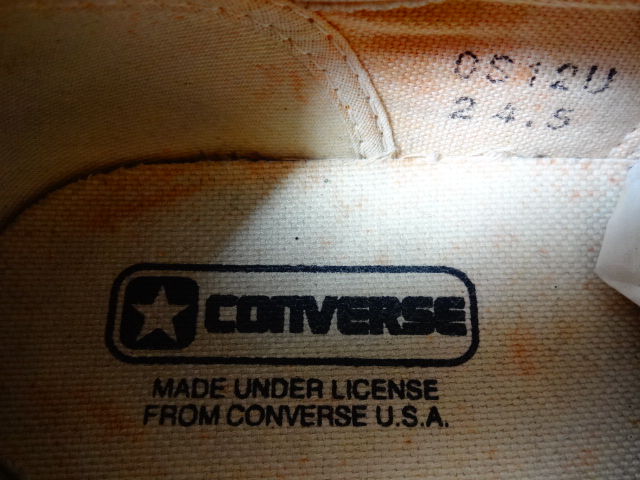 0S12U
24.5
CONVERSE
MADE UNDER LICENSE
FROM CONVERSE U.S.A.